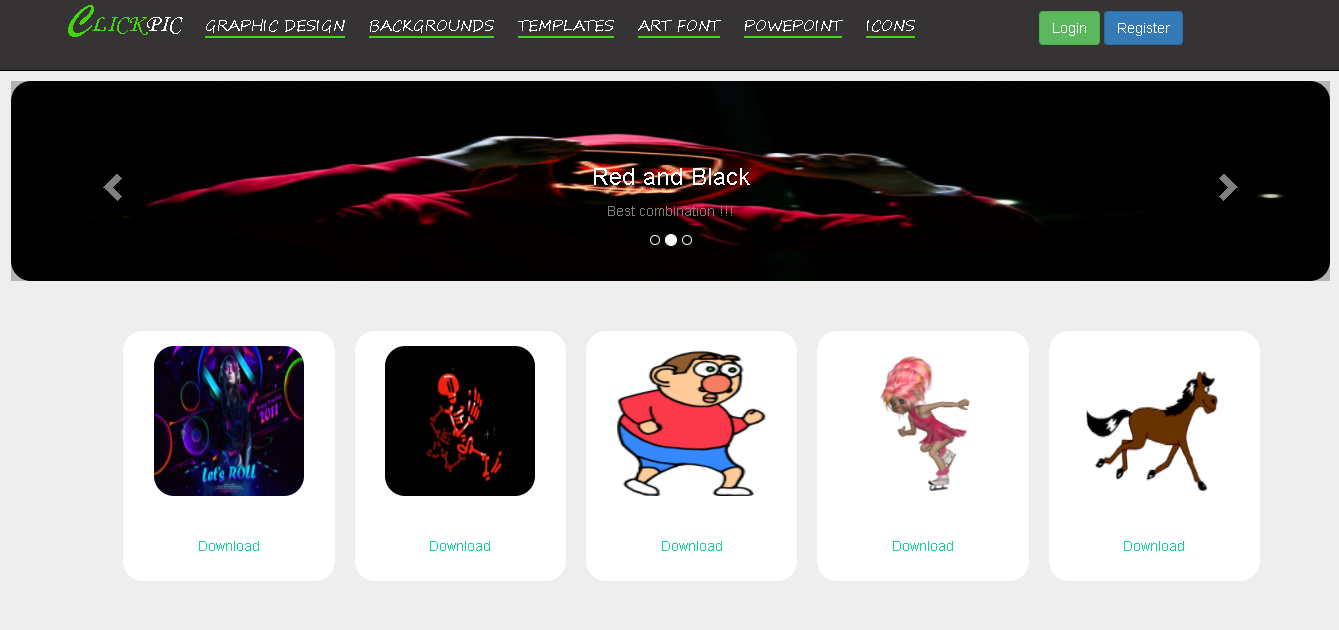 CLICKPIC GRAPHIC DESIGN BACKGROUNDS TEMPLATES ART FONT POWEPOINT ICONS Login Register
Red and Black
Best combination !!!
2011
Let's ROLL
Download Download Download Download Download